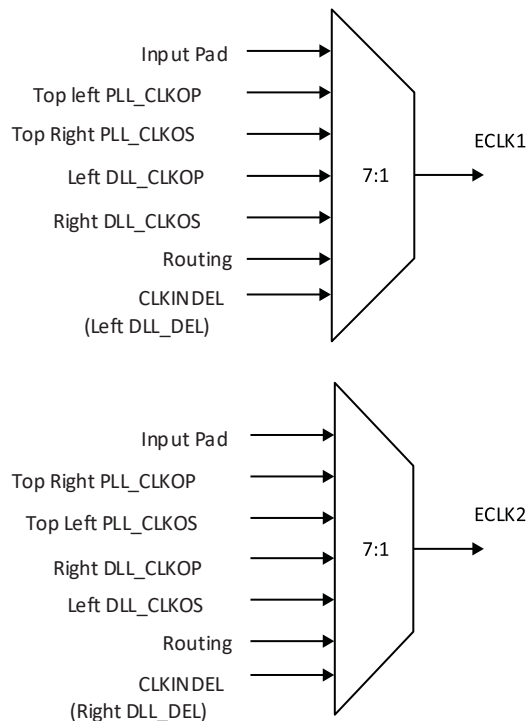 Input Pad
Top left PLL_CLKOP
Top Right PLL_CLKOS
Left DLL_CLKOP
Right DLL_CLKOS
Routing
CLKINDEL
(Left DLL_DEL)
7:1
ECLK1
Input Pad
Top Right PLL_CLKOP
Top Left PLL_CLKOS
Right DLL_CLKOP
Left DLL_CLKOS
Routing
CLKINDEL
(Right DLL_DEL)
7:1
ECLK2